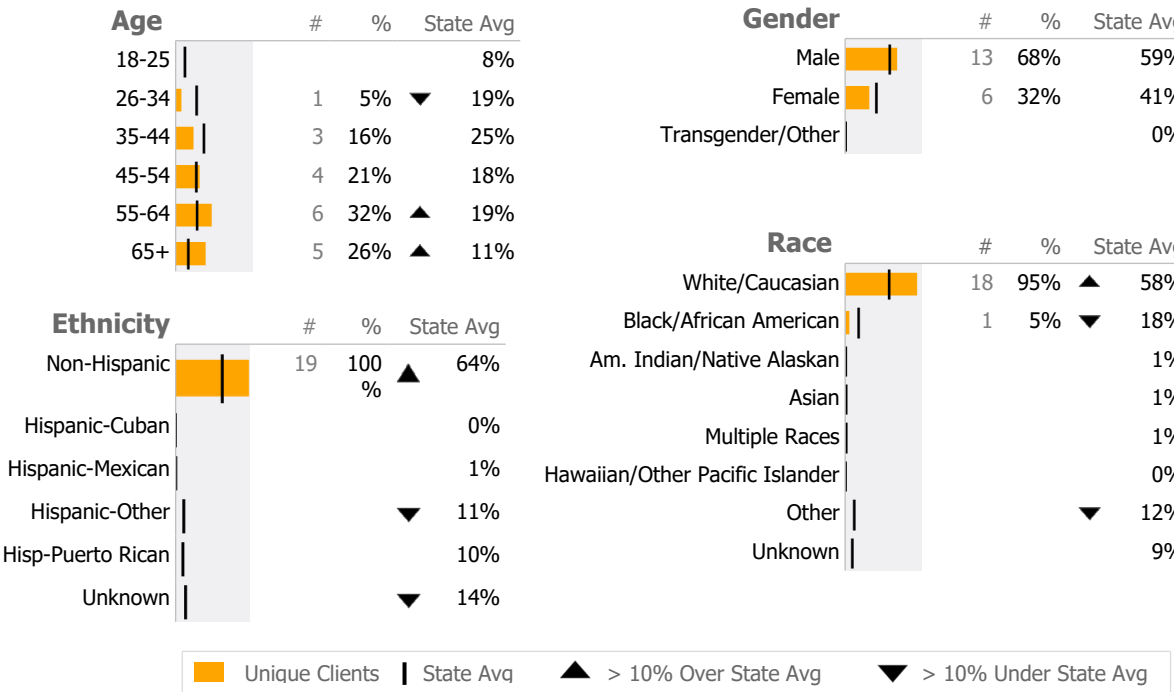 Age # % State Avg
18-25 8%
26-34 1 5% ▼ 19%
35-44 3 16% 25%
45-54 4 21% 18%
55-64 6 32% ▲ 19%
65+ 5 26% ▲ 11%
Ethnicity # % State Avg
Non-Hispanic 19 100 % ▲ 64%
Hispanic-Cuban 0%
Hispanic-Mexican 1%
Hispanic-Other ▼ 11%
Hisp-Puerto Rican 10%
Unknown ▼ 14%
Gender # % State Avg
Male 13 68% 59%
Female 6 32% 41%
Transgender/Other 0%
Race # % State Avg
White/Caucasian 18 95% ▲ 58%
Black/African American 1 5% ▼ 18%
Am. Indian/Native Alaskan 1%
Asian 1%
Multiple Races 1%
Hawaiian/Other Pacific Islander 0%
Other ▼ 12%
Unknown 9%
Unique Clients | State Avg ▲ > 10% Over State Avg ▼ > 10% Under State Avg